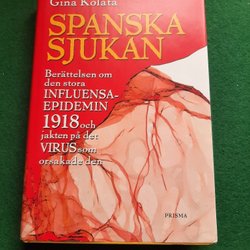 Gina Kolata
SPANSKA
SJUKAN
Berättelsen om
den stora
INFLUENSA-
EPIDEMIN
1918 och
jakten på det
VIRUS som
orsakade den
PRISMA